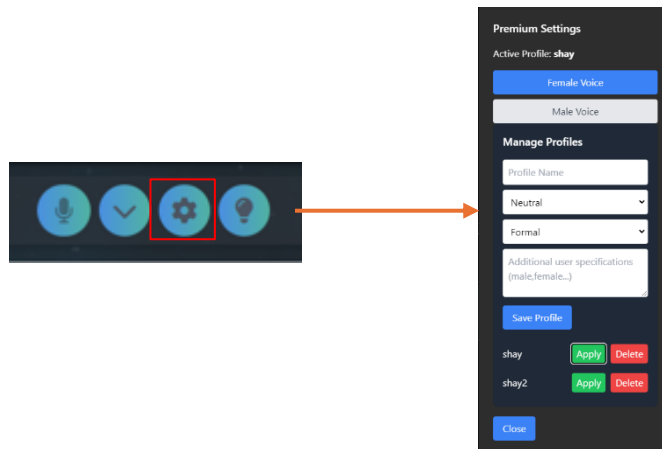 Premium Settings
Active Profile: shay
Female Voice
Male Voice
Manage Profiles
Profile Name
Neutral
Formal
Additional user specifications
(male,female...)
Save Profile
shay Apply Delete
shay2 Apply Delete
Close